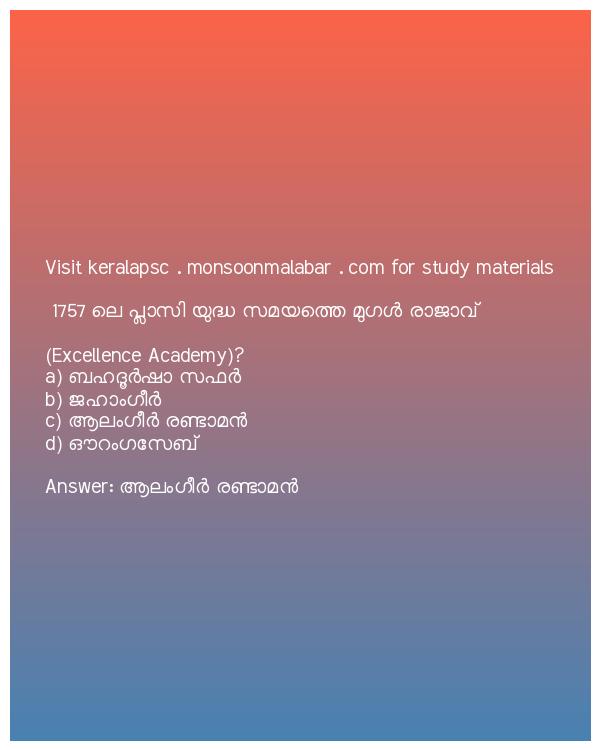 Visit keralapsc . monsoonmalabar . com for study materials
1757 ലെ പ്ലാസി യുദ്ധ സമയത്തെ മുഗൾ രാജാവ്
(Excellence Academy)?
a) ബഹദൂർഷാ സഫർ
b) ജഹാംഗീർ
c) ആലംഗീർ രണ്ടാമൻ
d) ഔറംഗസേബ്
Answer: ആലംഗീർ രണ്ടാമൻ